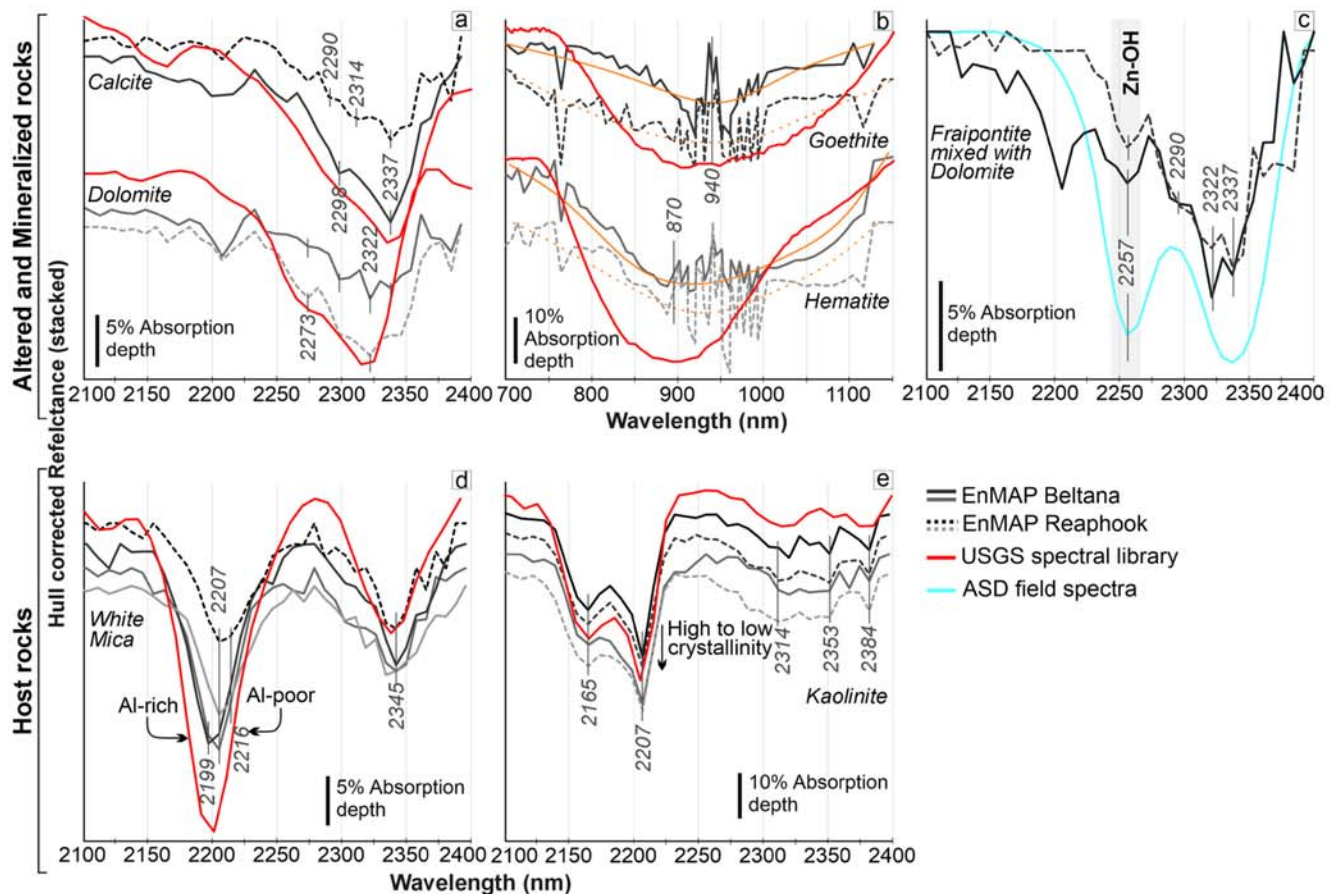 Altered and Mineralized rocks
Host rocks
Hull corrected Refelctance (stacked)
a
Calcite
Dolomite
2290
2314
2337
2298
2322
2273
5% Absorption
depth
2100 2150 2200 2250 2300 2350 2400
b
Goethite
940
870
Hematite
10%
Absorption
depth
700 800 900 1000 1100
Wavelength (nm)
c
Zn-OH
Fraipontite
mixed with
Dolomite
2290
2322
2337
2257
5% Absorption
depth
2100 2150 2200 2250 2300 2350 2400
d
White
Mica
2207
Al-rich
Al-poor
2199
2216
2345
5% Absorption
depth
2100 2150 2200 2250 2300 2350 2400
Wavelength (nm)
e
High to low
crystallinity
2165
2207
2314
2353
2384
Kaolinite
10% Absorption
depth
2100 2150 2200 2250 2300 2350 2400
EnMAP Beltana
EnMAP Reaphook
USGS spectral library
ASD field spectra